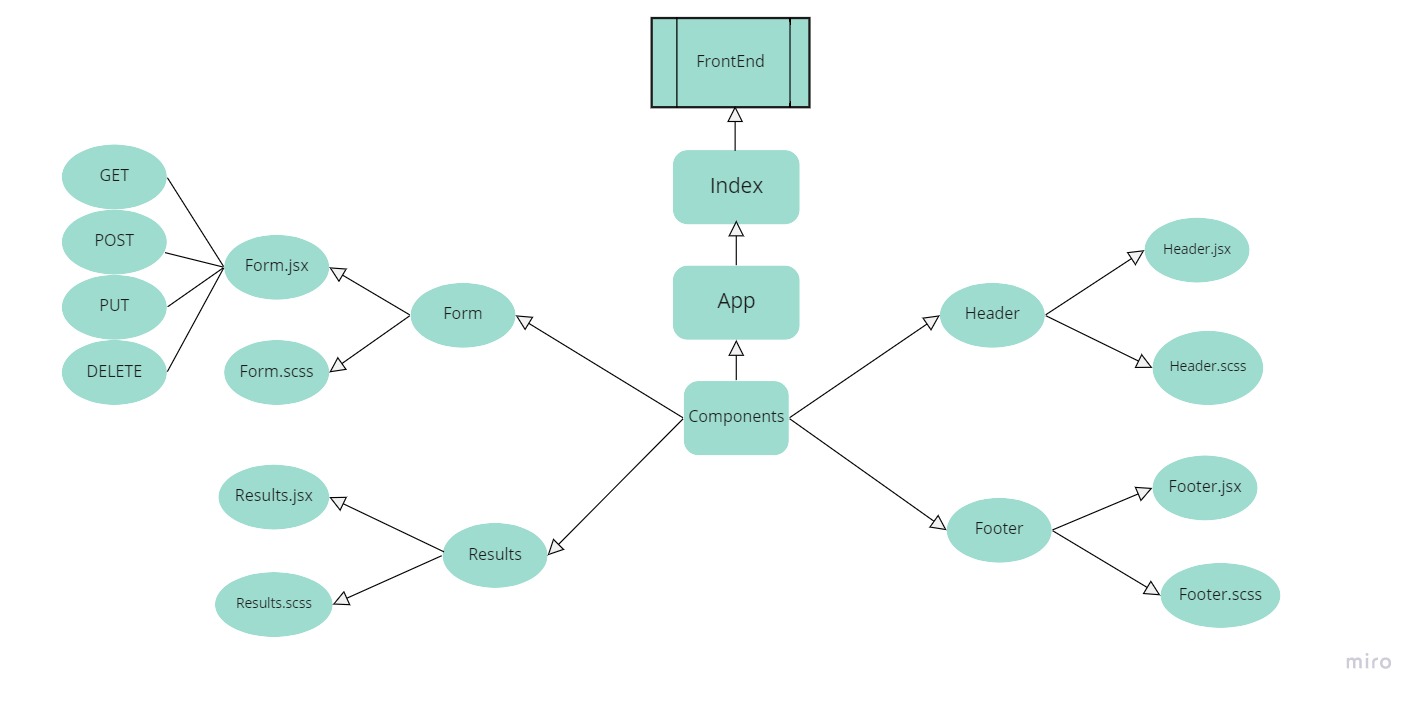 FrontEnd
Index
App
Components
GET
POST
PUT
DELETE
Form.jsx
Form.scss
Form
Results.jsx
Results.scss
Results
Header
Header.jsx
Header.scss
Footer
Footer.jsx
Footer.scss
miro